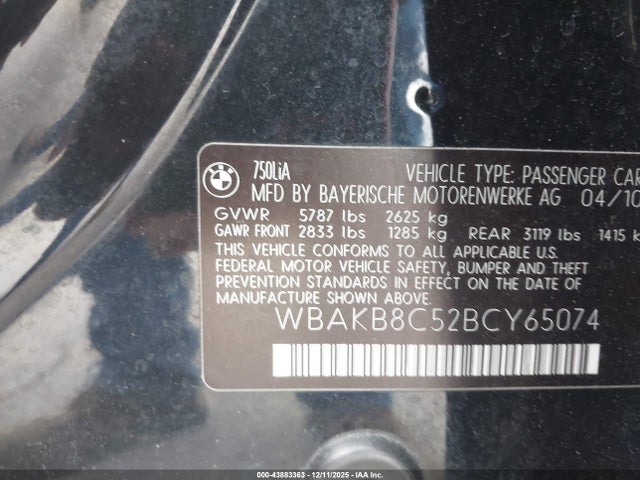 BMW
750LiA
VEHICLE TYPE: PASSENGER CAR
MFD BY BAYERISCHE MOTORENWERKE AG 04/10
GVWR 5787 lbs 2625 kg
GAWR FRONT 2833 lbs 1285 kg REAR 3119 lbs 1415 k
THIS VEHICLE CONFORMS TO ALL APPLICABLE U.S.
FEDERAL MOTOR VEHICLE SAFETY, BUMPER AND THEFT
PREVENTION STANDARDS IN EFFECT ON THE DATE OF
MANUFACTURE SHOWN ABOVE.
WBAKB8C52BCY65074
000-43883363 - 12/11/2025 - IAA Inc.